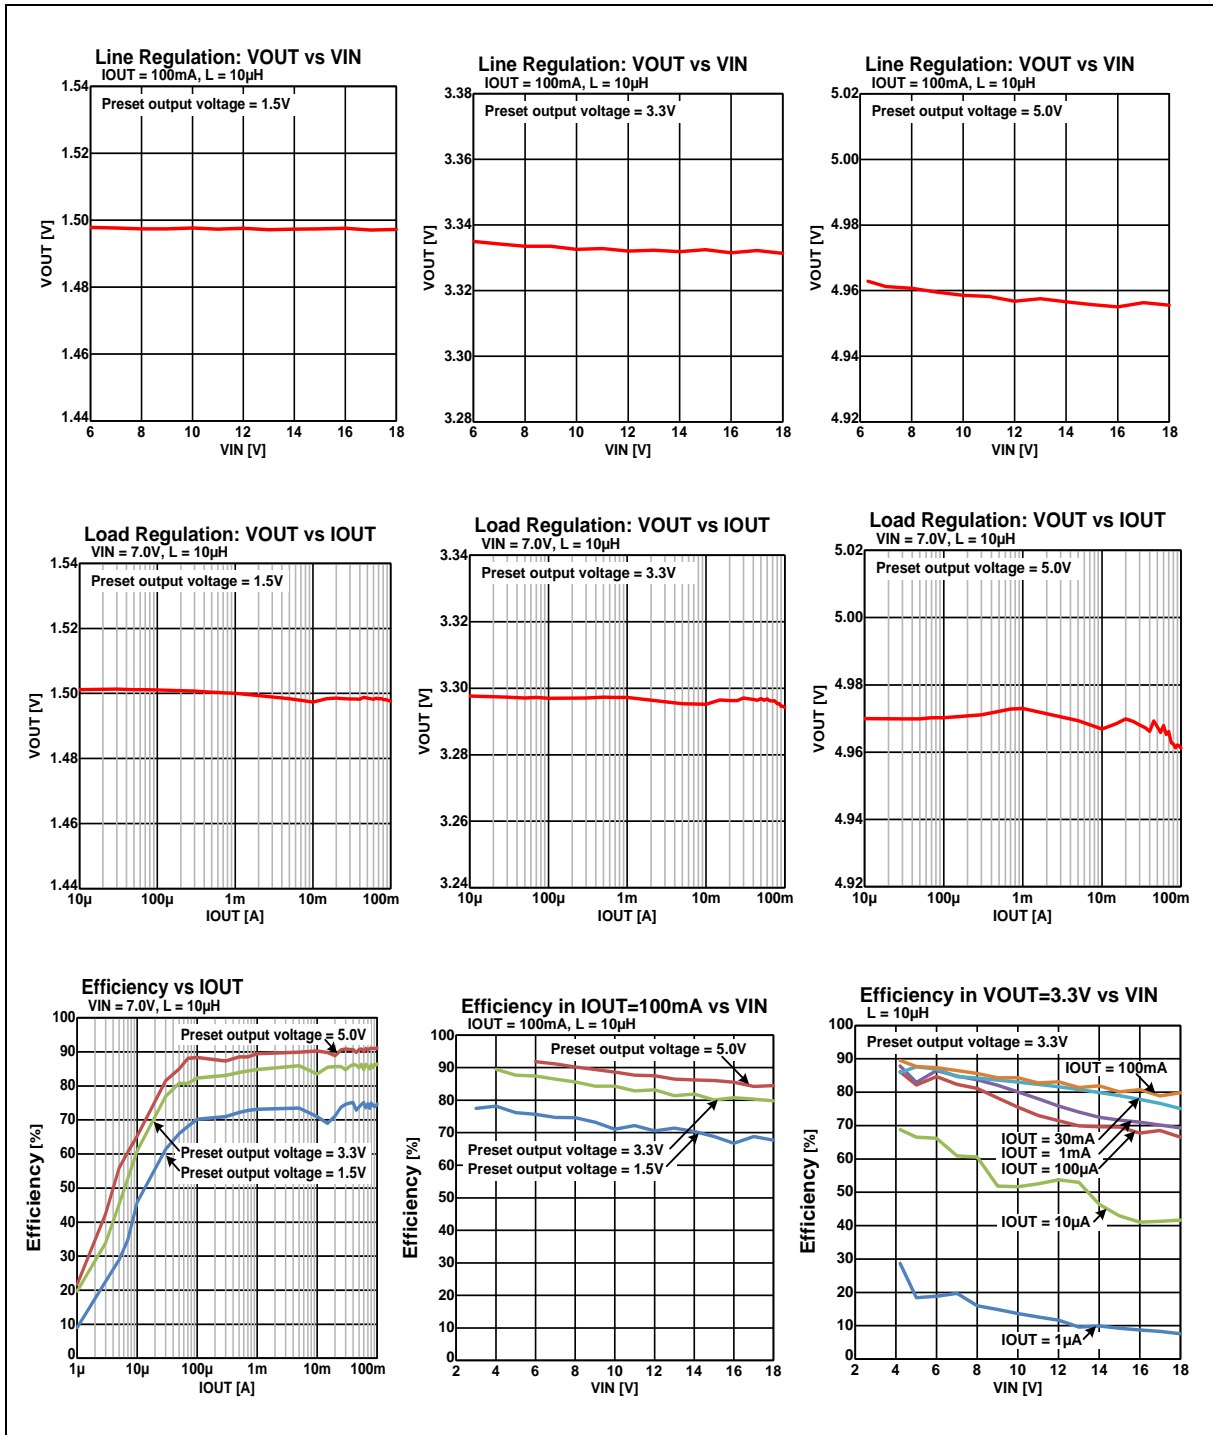 Line Regulation: VOUT vs VIN
IOUT = 100mA, L = 10µH
Preset output voltage = 1.5V
1.54
1.52
1.50
1.48
1.46
1.44
VOUT [V]
6 8 10 12 14 16 18
VIN [V]
Line Regulation: VOUT vs VIN
IOUT = 100mA, L = 10µH
Preset output voltage = 3.3V
3.38
3.36
3.34
3.32
3.30
3.28
VOUT [V]
6 8 10 12 14 16 18
VIN [V]
Line Regulation: VOUT vs VIN
IOUT = 100mA, L = 10µH
Preset output voltage = 5.0V
5.02
5.00
4.98
4.96
4.94
4.92
VOUT [V]
6 8 10 12 14 16 18
VIN [V]
Load Regulation: VOUT vs IOUT
VIN = 7.0V, L = 10µH
Preset output voltage = 1.5V
1.54
1.52
1.50
1.48
1.46
1.44
VOUT [V]
10µ 100µ 1m 10m 100m
IOUT [A]
Load Regulation: VOUT vs IOUT
VIN = 7.0V, L = 10µH
Preset output voltage = 3.3V
3.34
3.32
3.30
3.28
3.26
3.24
VOUT [V]
10µ 100µ 1m 10m 100m
IOUT [A]
Load Regulation: VOUT vs IOUT
VIN = 7.0V, L = 10µH
Preset output voltage = 5.0V
5.02
5.00
4.98
4.96
4.94
4.92
VOUT [V]
10µ 100µ 1m 10m 100m
IOUT [A]
Efficiency vs IOUT
VIN = 7.0V, L = 10µH
100
90
80
70
60
50
40
30
20
10
0
Efficiency [%]
Preset output voltage = 5.0V
Preset output voltage = 3.3V
Preset output voltage = 1.5V
1µ 10µ 100µ 1m 10m 100m
IOUT [A]
Efficiency in IOUT=100mA vs VIN
IOUT = 100mA, L = 10µH
100
90
80
70
60
50
40
30
20
10
0
Efficiency [%]
Preset output voltage = 5.0V
Preset output voltage = 3.3V
Preset output voltage = 1.5V
2 4 6 8 10 12 14 16 18
VIN [V]
Efficiency in VOUT=3.3V vs VIN
L = 10µH
Preset output voltage = 3.3V
100
90
80
70
60
50
40
30
20
10
0
Efficiency [%]
IOUT = 100mA
IOUT = 30mA
IOUT = 1mA
IOUT = 100µA
IOUT = 10µA
IOUT = 1µA
2 4 6 8 10 12 14 16 18
VIN [V]